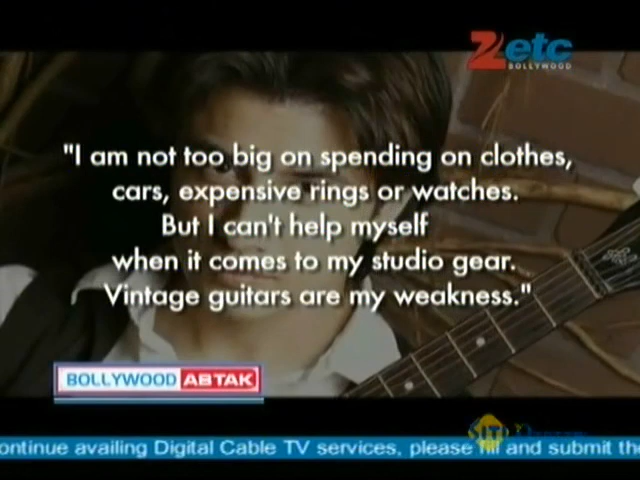 Zetc
BOLLYWOOD
"I am not too big on spending on clothes,
cars, expensive rings or watches.
But I can't help myself
when it comes to my studio gear.
Vintage guitars are my weakness."
BOLLYWOOD ABTAK
ontinue availing Digital Cable TV services, please fill and submit the